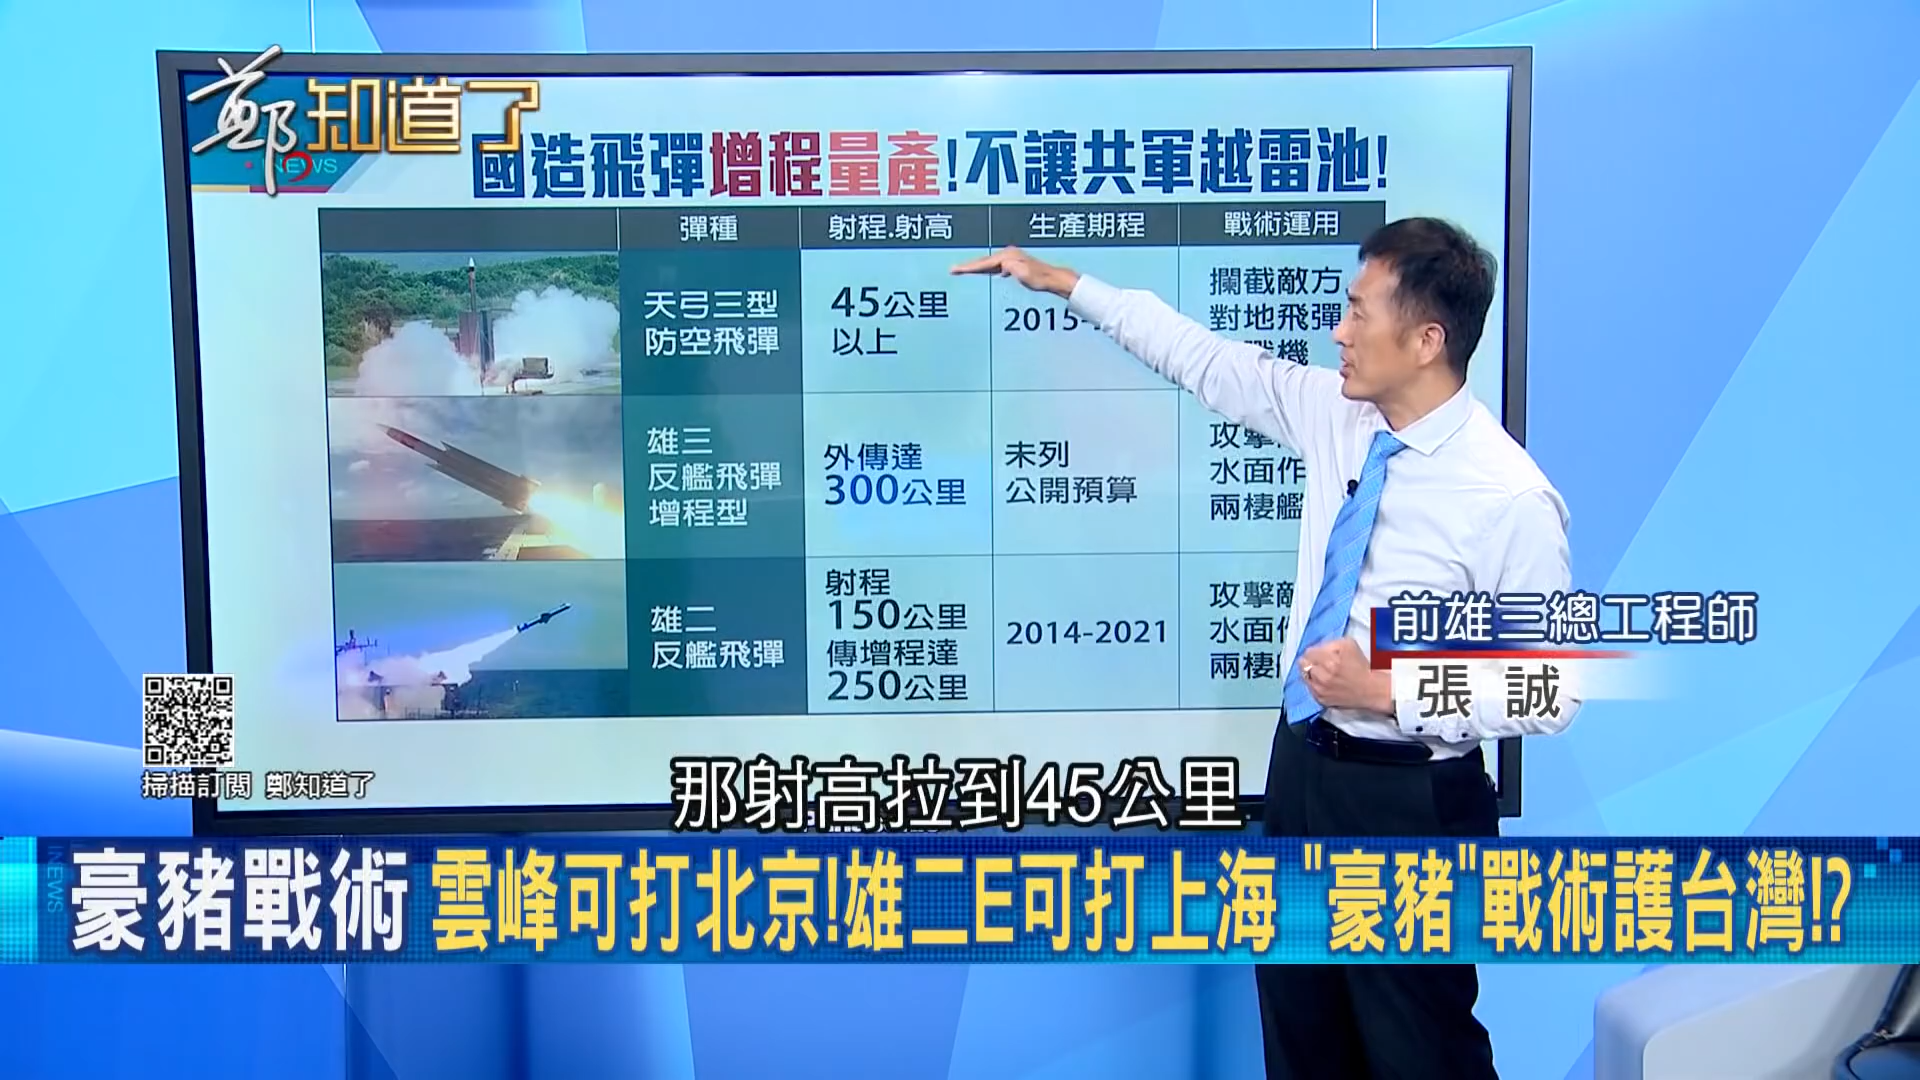 鄭知道了
NEWS
國造飛彈增程量產!不讓共軍越雷池!
彈種
射程.射高
生產期程
戰術運用
天弓三型
防空飛彈
45公里
以上
2015-
攔截敵方
對地飛彈
戰機
雄三
反艦飛彈
增程型
外傳達
300公里
未列
公開預算
攻擊
水面作
兩棲艦
雄二
反艦飛彈
射程
150公里
傳增程達
250公里
2014-2021
攻擊敵
水面作
兩棲
前雄三總工程師
張 誠
掃描訂閱 鄭知道了
那射高拉到45公里
NEWS
豪豬戰術
雲峰可打北京!雄二E可打上海 "豪豬"戰術護台灣!?